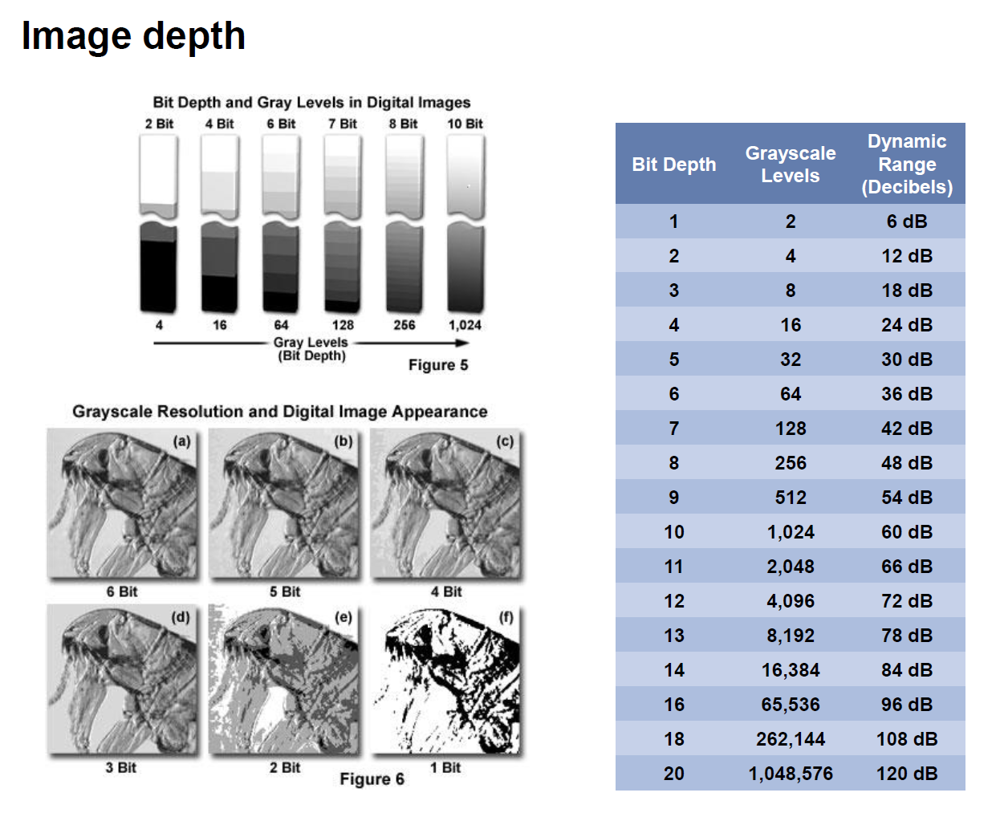 Image depth
Bit Depth and Gray Levels in Digital Images
2 Bit 4 Bit 6 Bit 7 Bit 8 Bit 10 Bit
4 16 64 128 256 1,024
Gray Levels
(Bit Depth)
Figure 5
Grayscale Resolution and Digital Image Appearance
(a) (b) (c)
6 Bit 5 Bit 4 Bit
(d) (e) (f)
3 Bit 2 Bit 1 Bit
Figure 6
Bit Depth Grayscale Levels Dynamic Range (Decibels)
1 2 6 dB
2 4 12 dB
3 8 18 dB
4 16 24 dB
5 32 30 dB
6 64 36 dB
7 128 42 dB
8 256 48 dB
9 512 54 dB
10 1,024 60 dB
11 2,048 66 dB
12 4,096 72 dB
13 8,192 78 dB
14 16,384 84 dB
16 65,536 96 dB
18 262,144 108 dB
20 1,048,576 120 dB